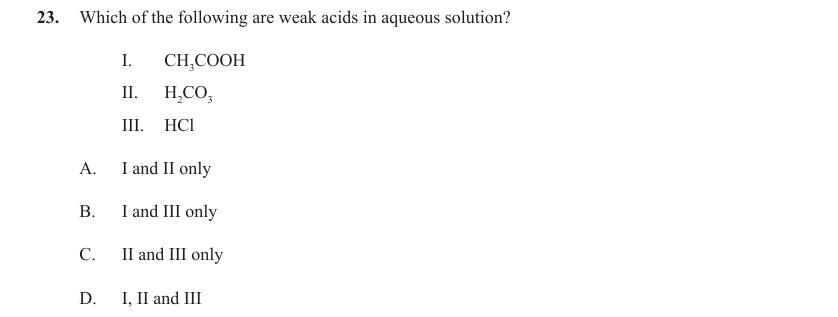 23. Which of the following are weak acids in aqueous solution?
I. CH₃COOH
II. H₂CO₃
III. HCl
A. I and II only
B. I and III only
C. II and III only
D. I, II and III